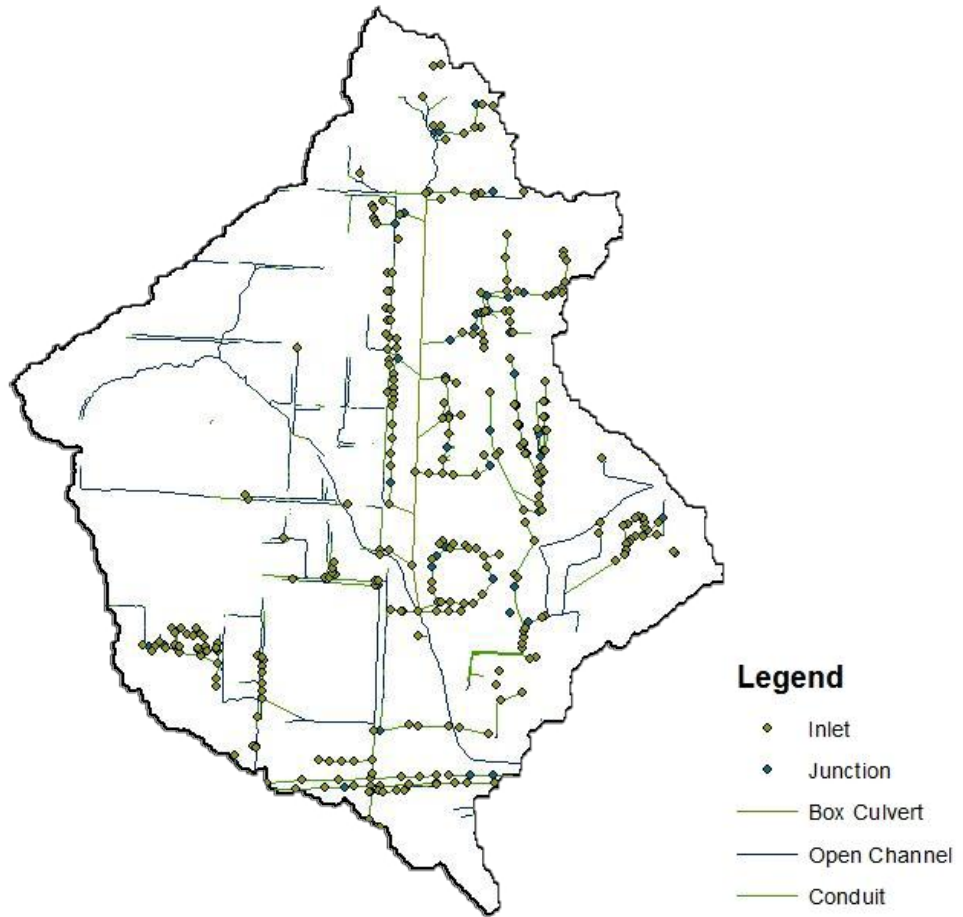 Legend
Inlet
Junction
Box Culvert
Open Channel
Conduit